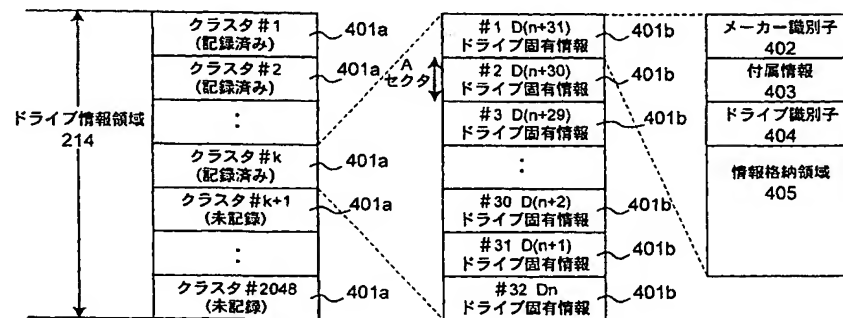 ドライブ情報領域
214
クラスタ#1
(記録済み)
401a
クラスタ#2
(記録済み)
401a
:
クラスタ#k
(記録済み)
401a
クラスタ#k+1
(未記録)
401a
:
クラスタ#2048
(未記録)
401a
A
セクタ
#1 D(n+31)
ドライブ固有情報
401b
#2 D(n+30)
ドライブ固有情報
401b
#3 D(n+29)
ドライブ固有情報
401b
:
#30 D(n+2)
ドライブ固有情報
401b
#31 D(n+1)
ドライブ固有情報
401b
#32 Dn
ドライブ固有情報
401b
メーカー識別子
402
付属情報
403
ドライブ識別子
404
情報格納領域
405